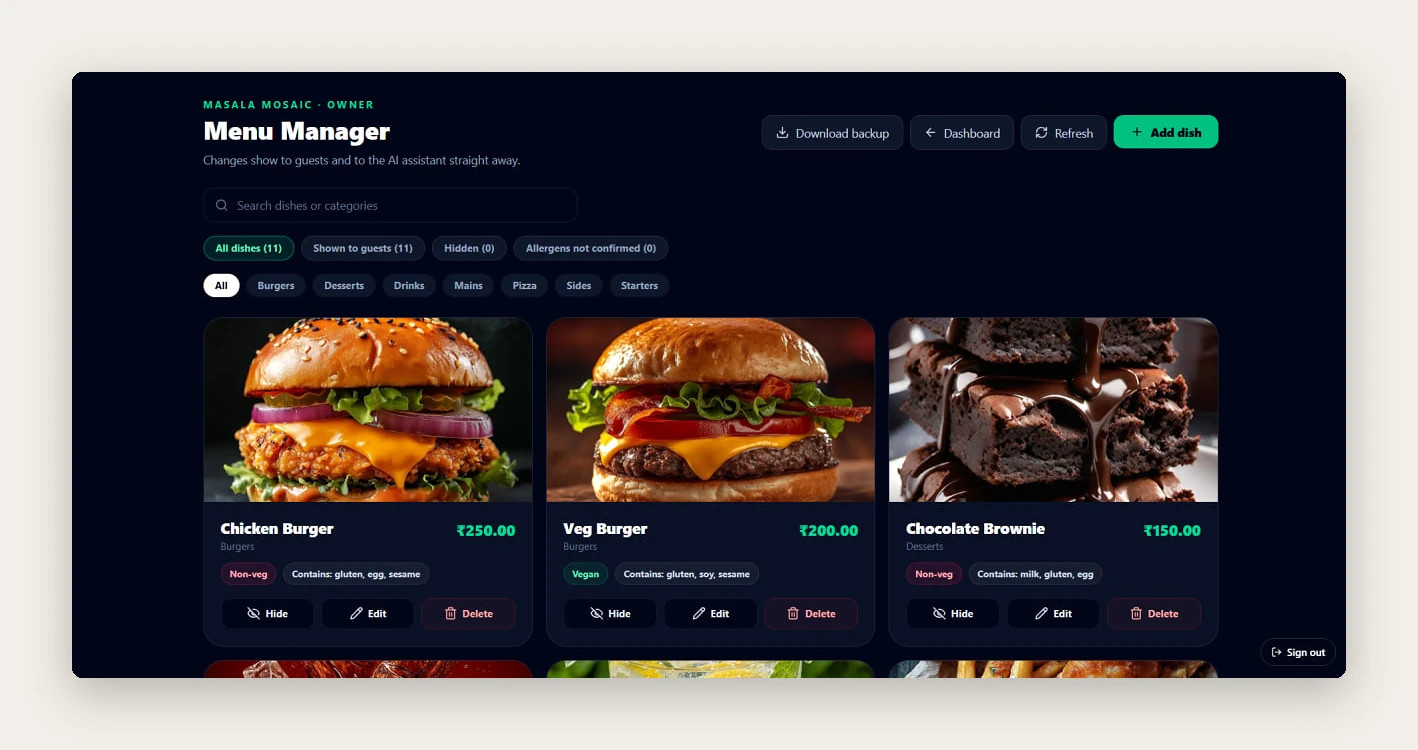 MASALA MOSAIC · OWNER
Menu Manager
Changes show to guests and to the AI assistant straight away.
Download backup
Dashboard
Refresh
+ Add dish
Search dishes or categories
All dishes (11) Shown to guests (11) Hidden (0) Allergens not confirmed (0)
All Burgers Desserts Drinks Mains Pizza Sides Starters
Chicken Burger ₹250.00
Burgers
Non-veg Contains: gluten, egg, sesame
Hide Edit Delete
Veg Burger ₹200.00
Burgers
Vegan Contains: gluten, soy, sesame
Hide Edit Delete
Chocolate Brownie ₹150.00
Desserts
Non-veg Contains: milk, gluten, egg
Hide Edit Delete
Sign out